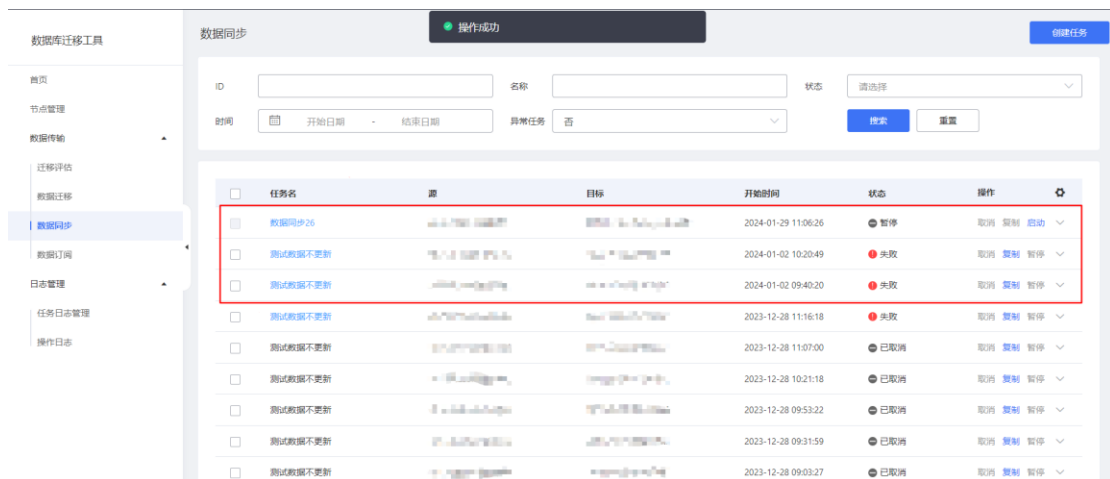 操作成功
数据库迁移工具
首页
节点管理
数据传输
迁移评估
数据迁移
数据同步
数据订阅
日志管理
任务日志管理
操作日志
数据同步
创建任务
ID 名称 状态 请选择
时间 开始日期 - 结束日期 异常任务 否 搜索 重置
任务名 源 目标 开始时间 状态 操作
数据同步26 2024-01-29 11:06:26 暂停 取消 复制 启动
测试数据不更新 2024-01-02 10:20:49 失败 取消 复制 暂停
测试数据不更新 2024-01-02 09:40:20 失败 取消 复制 暂停
测试数据不更新 2023-12-28 11:16:18 失败 取消 复制 暂停
测试数据不更新 2023-12-28 11:07:00 已取消 取消 复制 暂停
测试数据不更新 2023-12-28 10:21:18 已取消 取消 复制 暂停
测试数据不更新 2023-12-28 09:53:22 已取消 取消 复制 暂停
测试数据不更新 2023-12-28 09:31:59 已取消 取消 复制 暂停
测试数据不更新 2023-12-28 09:03:27 已取消 取消 复制 暂停